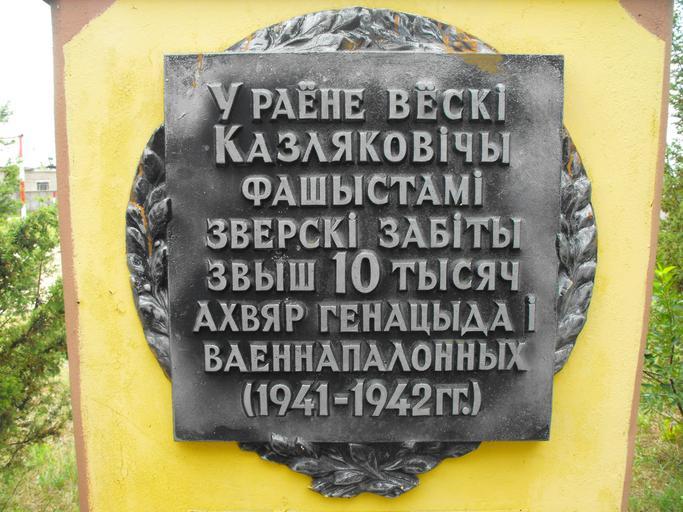 У РАЁНЕ ВЁСКІ
КАЗЛЯКОВІЧЫ
ФАШЫСТАМІ
ЗВЕРСКІ ЗАБІТЫ
ЗВЫШ 10 ТЫСЯЧ
АХВЯР ГЕНАЦЫДА І
ВАЕННАПАЛОННЫХ
(1941-1942ГГ.)